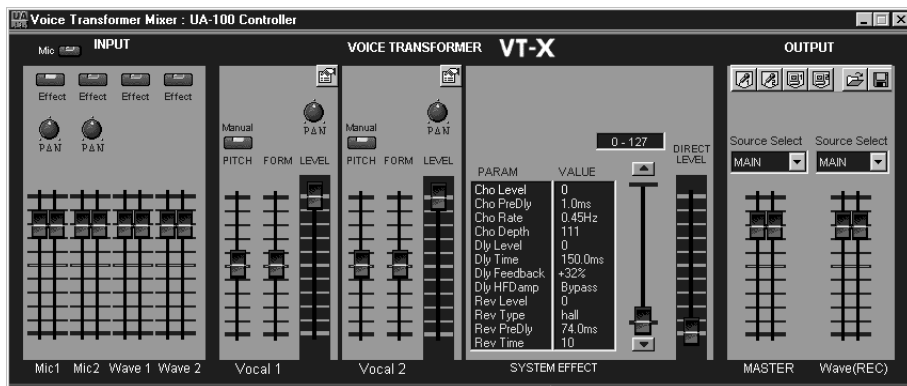 Voice Transformer Mixer : UA-100 Controller
Mic INPUT
VOICE TRANSFORMER VT-X
OUTPUT
Effect Effect Effect Effect
PAN PAN
Mic1 Mic2 Wave 1 Wave 2
PAN
Manual
PITCH FORM LEVEL
Vocal 1
PAN
Manual
PITCH FORM LEVEL
Vocal 2
0 - 127
PARAM VALUE
Cho Level 0
Cho PreDly 1.0ms
Cho Rate 0.45Hz
Cho Depth 111
Dly Level 0
Dly Time 150.0ms
Dly Feedback +32%
Dly HFDamp Bypass
Rev Level 0
Rev Type hall
Rev PreDly 74.0ms
Rev Time 10
SYSTEM EFFECT
DIRECT
LEVEL
Source Select Source Select
MAIN MAIN
MASTER Wave(REC)